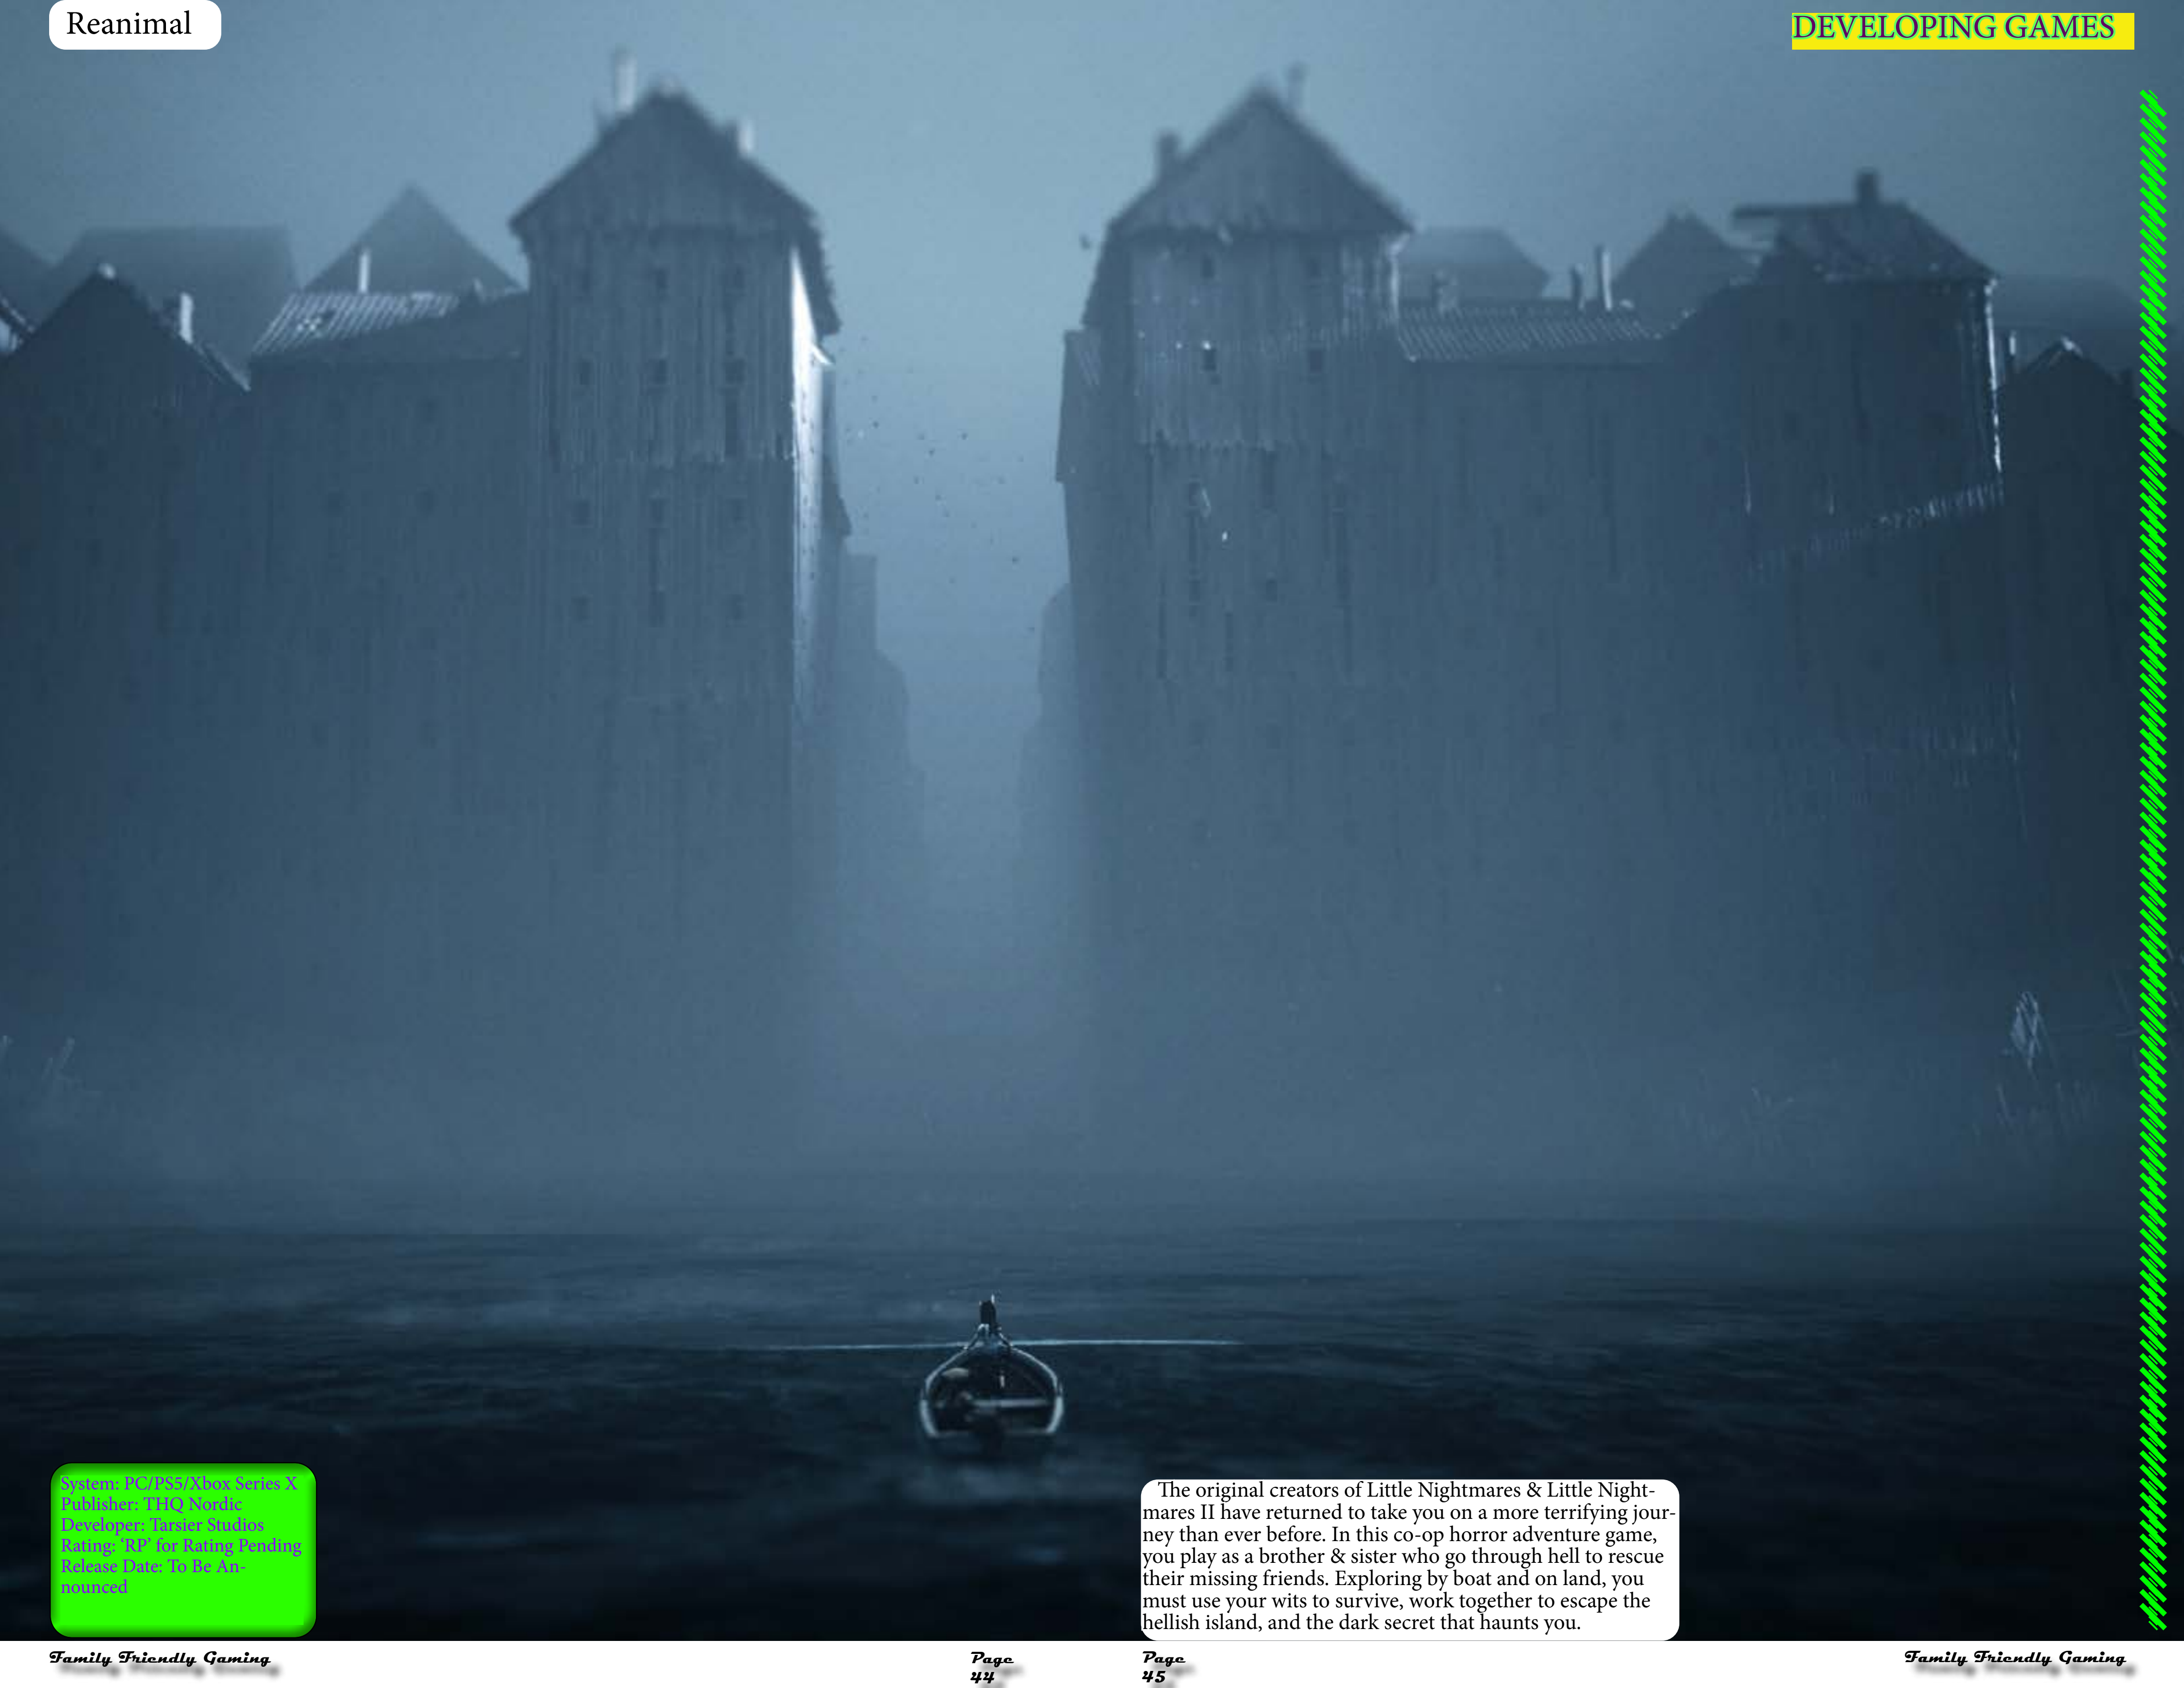 Reanimal
DEVELOPING GAMES
System: PC/PS5/Xbox Series X
Publisher: THQ Nordic
Developer: Tarsier Studios
Rating: ‘RP’ for Rating Pending
Release Date: To Be An-
nounced
The original creators of Little Nightmares & Little Night-
mares II have returned to take you on a more terrifying jour-
ney than ever before. In this co-op horror adventure game,
you play as a brother & sister who go through hell to rescue
their missing friends. Exploring by boat and on land, you
must use your wits to survive, work together to escape the
hellish island, and the dark secret that haunts you.
Family Friendly Gaming
Page
44
Page
45
Family Friendly Gaming